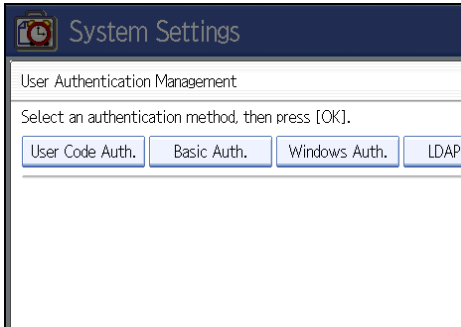 System Settings
User Authentication Management
Select an authentication method, then press [OK].
User Code Auth. Basic Auth. Windows Auth. LDAP